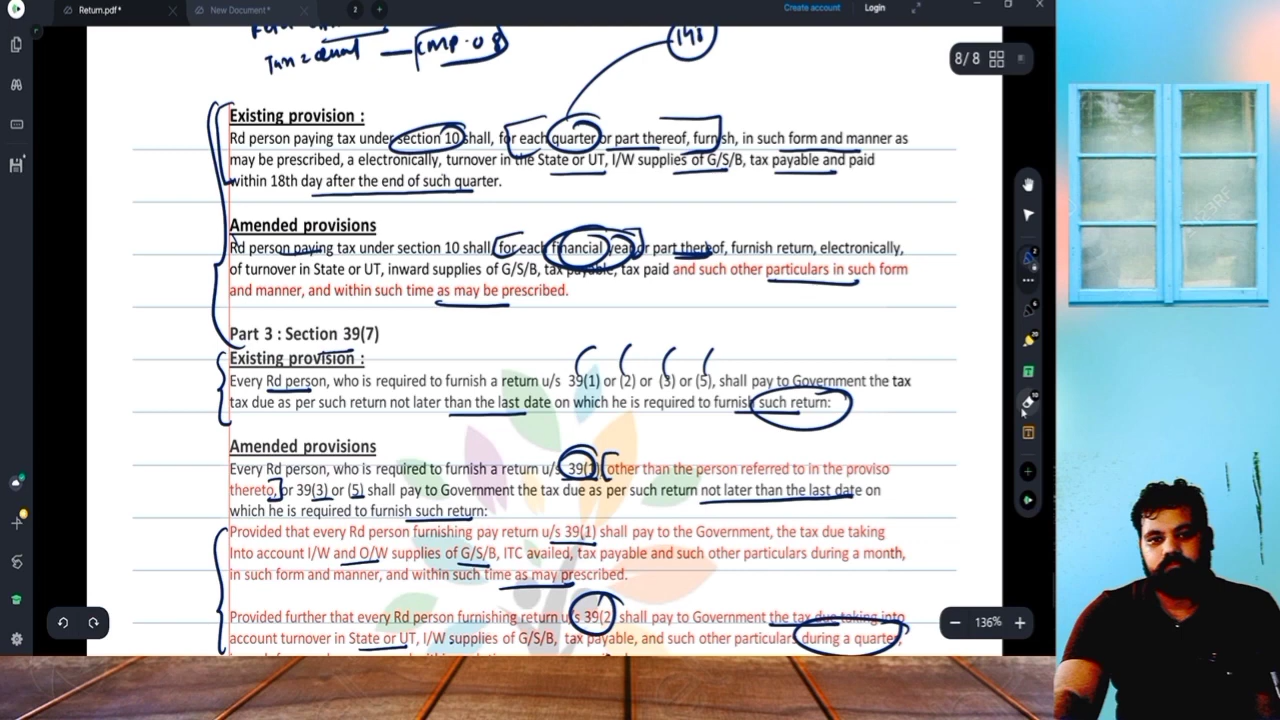 Return.pdf*
New Document*
2
Create account
Login
8/8
Tax = quart — CMP-08
Existing provision :
Rd person paying tax under section 10 shall, for each quarter or part thereof, furnish, in such form and manner as
may be prescribed, a electronically, turnover in the State or UT, I/W supplies of G/S/B, tax payable and paid
within 18th day after the end of such quarter.
Amended provisions
Rd person paying tax under section 10 shall, for each financial year or part thereof, furnish return, electronically,
of turnover in State or UT, inward supplies of G/S/B, tax payable, tax paid and such other particulars in such form
and manner, and within such time as may be prescribed.
Part 3 : Section 39(7)
Existing provision :
Every Rd person, who is required to furnish a return u/s 39(1) or (2) or (3) or (5), shall pay to Government the tax
tax due as per such return not later than the last date on which he is required to furnish such return:
Amended provisions
Every Rd person, who is required to furnish a return u/s 39(1) other than the person referred to in the proviso
thereto, or 39(3) or (5) shall pay to Government the tax due as per such return not later than the last date on
which he is required to furnish such return:
Provided that every Rd person furnishing pay return u/s 39(1) shall pay to the Government, the tax due taking
Into account I/W and O/W supplies of G/S/B, ITC availed, tax payable and such other particulars during a month,
in such form and manner, and within such time as may prescribed.
Provided further that every Rd person furnishing return u/s 39(2) shall pay to Government the tax due taking into
account turnover in State or UT, I/W supplies of G/S/B, tax payable, and such other particulars during a quarter,
136%